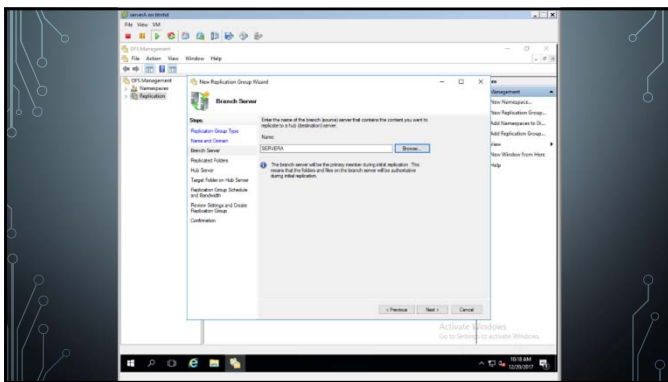 File View VM
DFS Management
File Action View Window Help
DFS Management
Namespaces
Replication
New Replication Group Wizard
Branch Server
Steps:
Replication Group Type
Name and Domain
Branch Server
Replicated Folders
Hub Server
Target Folder on Hub Server
Replication Group Schedule
and Bandwidth
Review Settings and Create
Replication Group
Confirmation
Enter the name of the branch (source) server that contains the content you want to
replicate to a hub (destination) server.
Name:
SERVERA
Browse...
The branch server will be the primary member during initial replication. This
means that the folders and files on the branch server will be authoritative
during initial replication.
< Previous
Next >
Cancel
New Namespace...
New Replication Group...
Add Namespaces to Di...
Add Replication Group...
View
New Window from Here
Help
Activate Windows
Go to Settings to activate Windows.
10:18 AM
12/20/2017